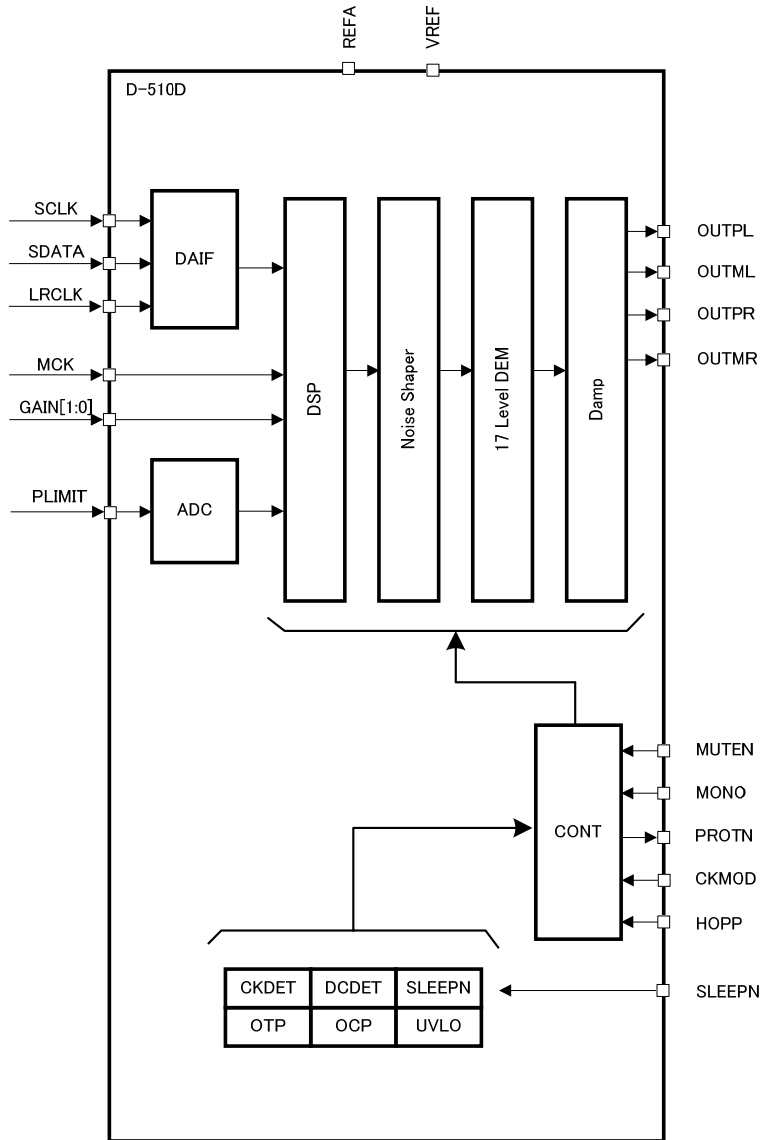 REFA
VREF
D-510D
SCLK
SDATA
LRCLK
MCK
GAIN[1:0]
PLIMIT
DAIF
ADC
DSP
Noise Shaper
17 Level DEM
Damp
OUTPL
OUTML
OUTPR
OUTMR
CONT
MUTEN
MONO
PROTN
CKMOD
HOPP
SLEEPN
CKDET
DCDET
SLEEPN
OTP
OCP
UVLO